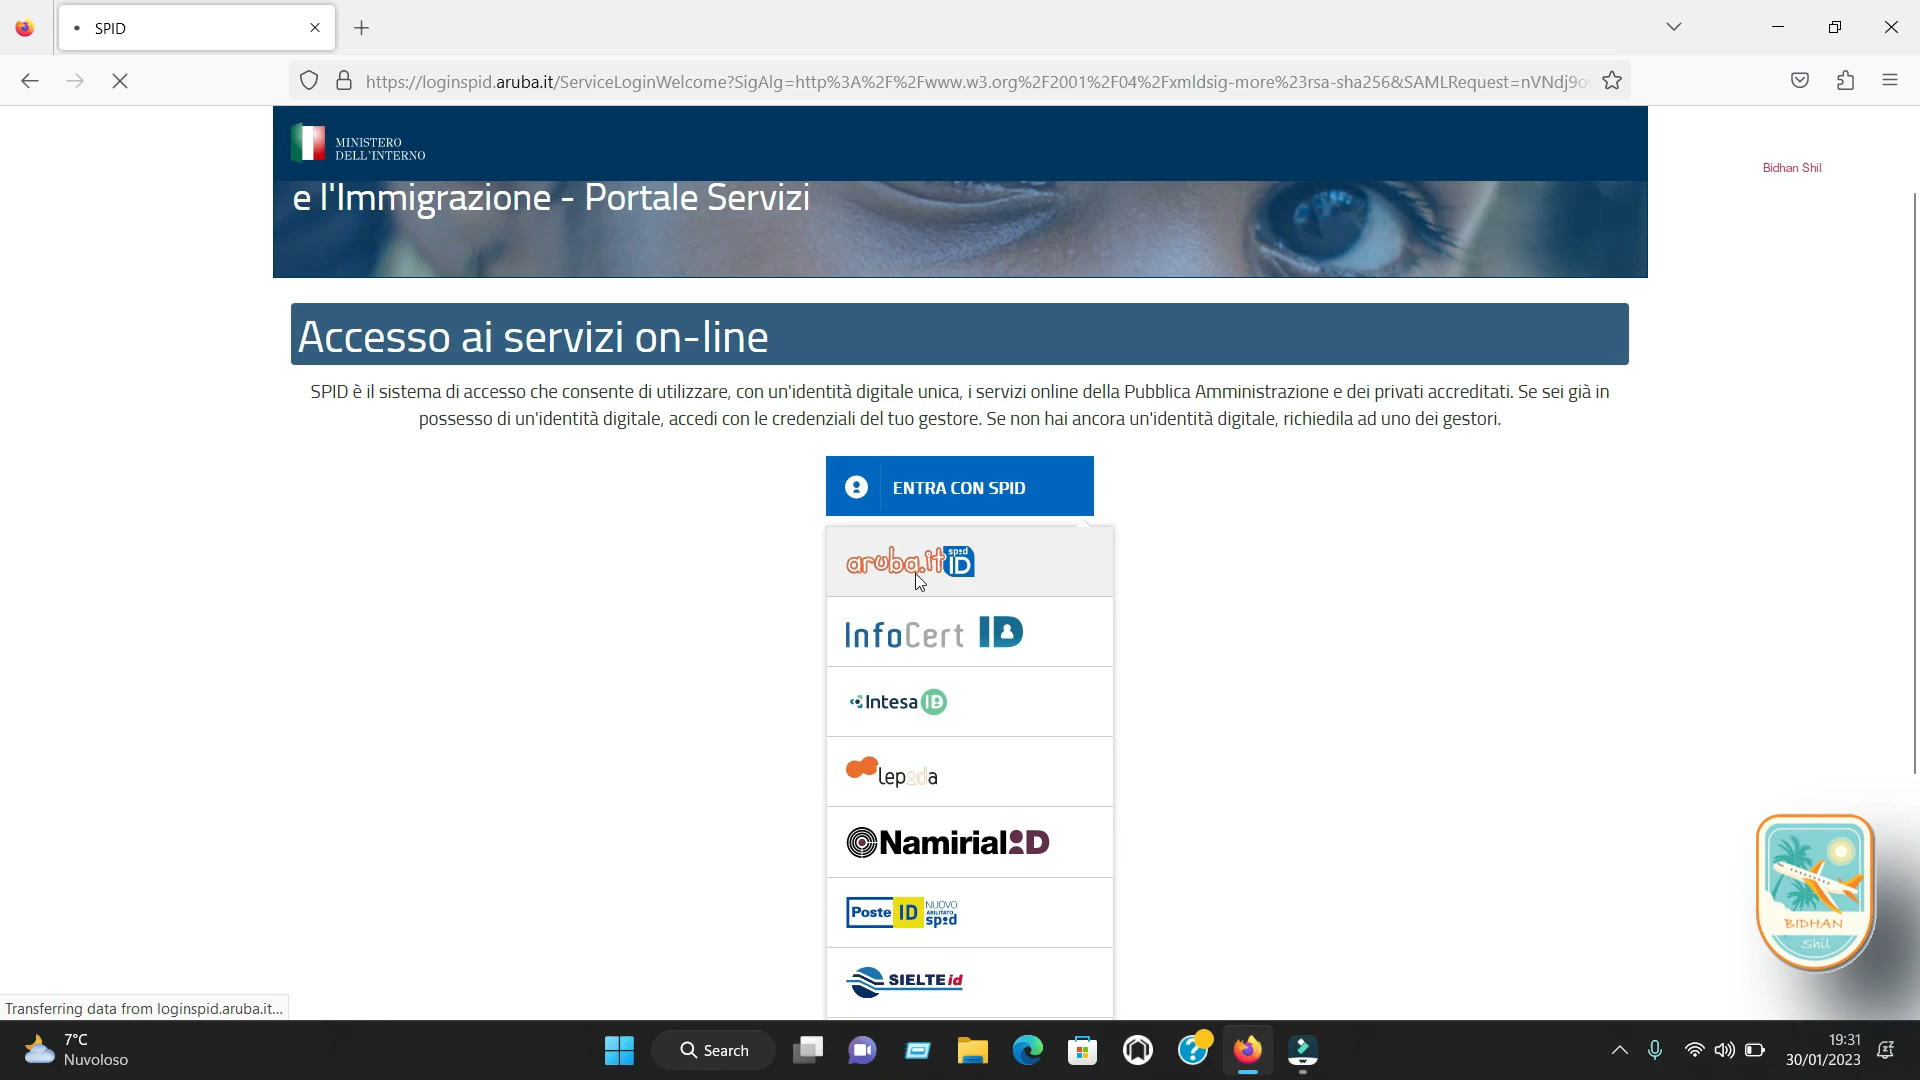 SPID
https://loginspid.aruba.it/ServiceLoginWelcome?SigAlg=http%3A%2F%2Fwww.w3.org%2F2001%2F04%2Fxmldsig-more%23rsa-sha256&SAMLRequest=nVNdj9o
MINISTERO
DELL'INTERNO
Bidhan Shil
e l'Immigrazione - Portale Servizi
Accesso ai servizi on-line
SPID è il sistema di accesso che consente di utilizzare, con un'identità digitale unica, i servizi online della Pubblica Amministrazione e dei privati accreditati. Se sei già in
possesso di un'identità digitale, accedi con le credenziali del tuo gestore. Se non hai ancora un'identità digitale, richiedila ad uno dei gestori.
ENTRA CON SPID
aruba.it spid ID
InfoCert ID
Intesa ID
Lepida
Namirial ID
Poste ID NUOVO ABILITATO spid
SIELTE id
BIDHAN
Shil
Transferring data from loginspid.aruba.it...
7°C
Nuvoloso
Search
19:31
30/01/2023